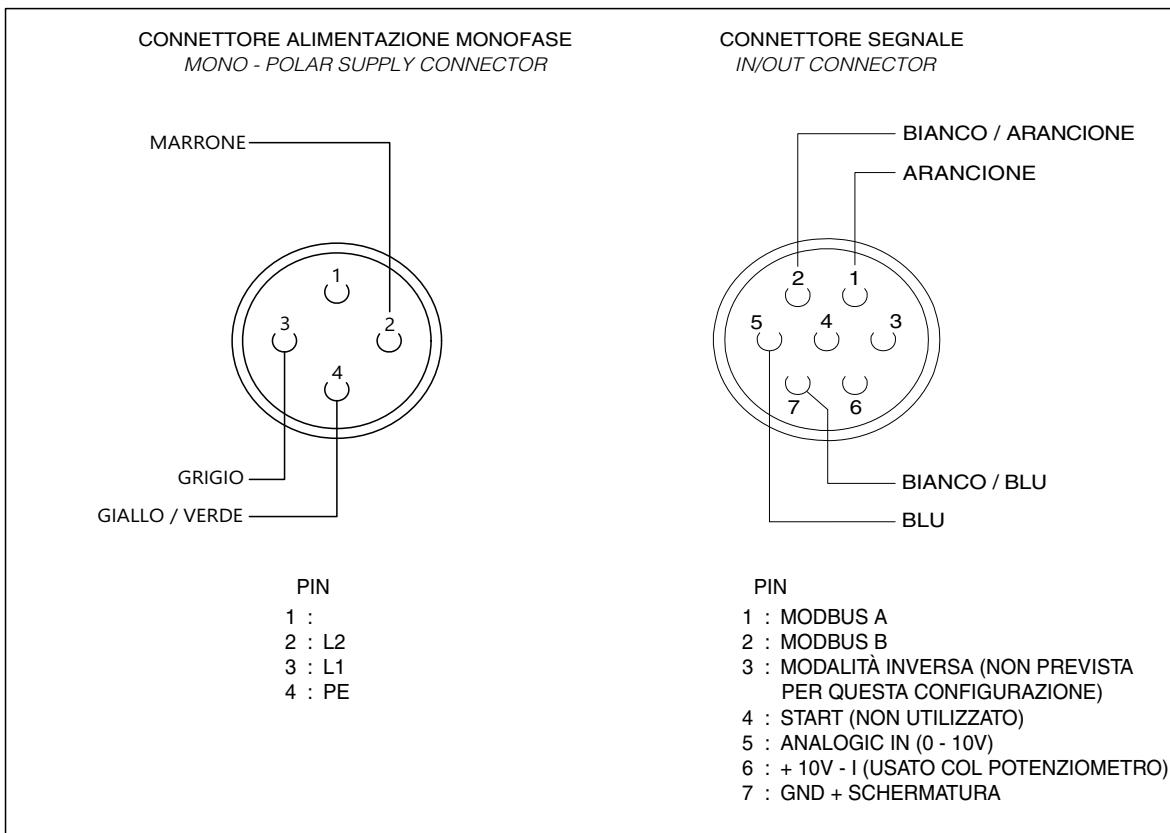 CONNETTORE ALIMENTAZIONE MONOFASE
MONO - POLAR SUPPLY CONNECTOR
MARRONE
1
3
2
4
GRIGIO
GIALLO / VERDE
PIN
1 :
2 : L2
3 : L1
4 : PE
CONNETTORE SEGNALE
IN/OUT CONNECTOR
BIANCO / ARANCIONE
ARANCIONE
2
1
5
4
3
7
6
BIANCO / BLU
BLU
PIN
1 : MODBUS A
2 : MODBUS B
3 : MODALITÀ INVERSA (NON PREVISTA
PER QUESTA CONFIGURAZIONE)
4 : START (NON UTILIZZATO)
5 : ANALOGIC IN (0 - 10V)
6 : + 10V - I (USATO COL POTENZIOMETRO)
7 : GND + SCHERMATURA